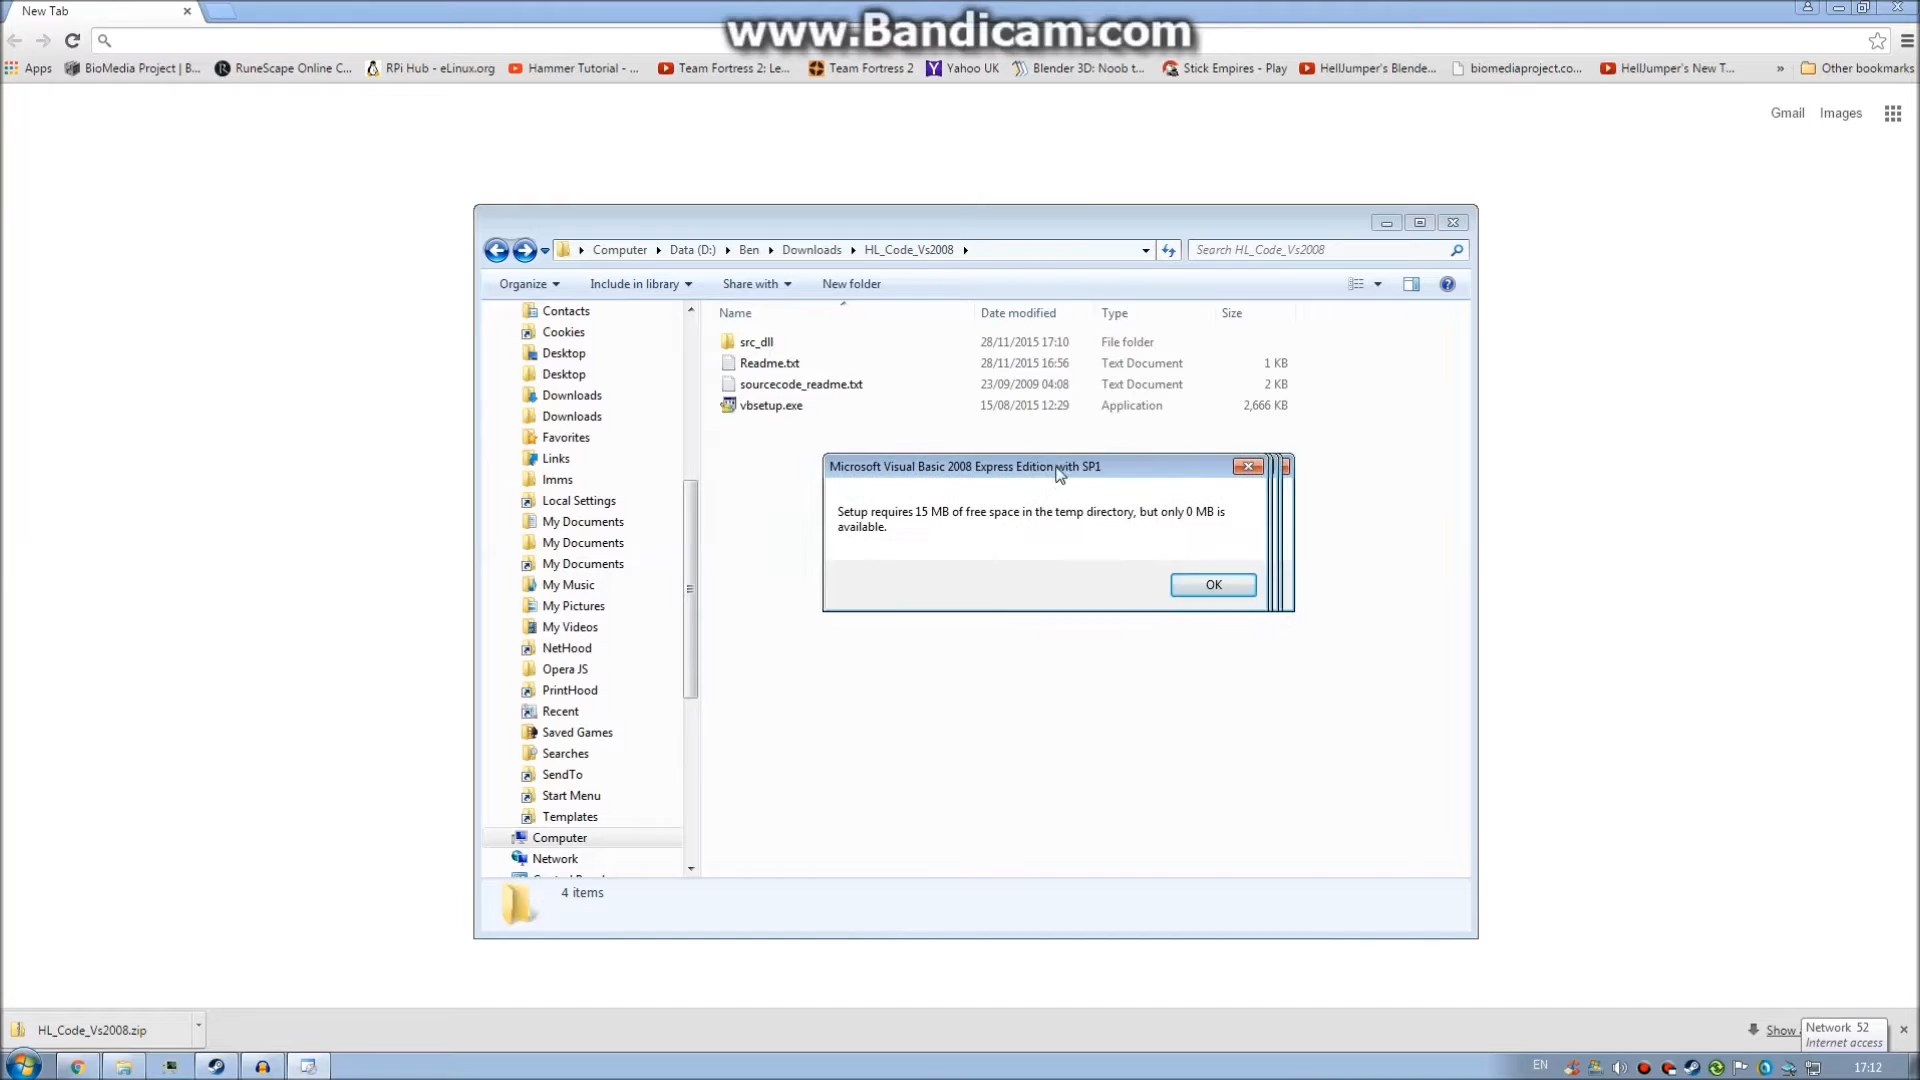 New Tab
www.Bandicam.com
Apps
BioMedia Project | B...
RuneScape Online C...
RPi Hub - eLinux.org
Hammer Tutorial - ...
Team Fortress 2: Le...
Team Fortress 2
Yahoo UK
Blender 3D: Noob t...
Stick Empires - Play
HellJumper's Blende...
biomediaproject.co...
HellJumper's New T...
»
Other bookmarks
Gmail
Images
Computer
Data (D:)
Ben
Downloads
HL_Code_Vs2008
Search HL_Code_Vs2008
Organize
Include in library
Share with
New folder
Name
Date modified
Type
Size
Contacts
Cookies
Desktop
Desktop
Downloads
Downloads
Favorites
Links
Imms
Local Settings
My Documents
My Documents
My Documents
My Music
My Pictures
My Videos
NetHood
Opera JS
PrintHood
Recent
Saved Games
Searches
SendTo
Start Menu
Templates
Computer
Network
src_dll 28/11/2015 17:10 File folder
Readme.txt 28/11/2015 16:56 Text Document 1 KB
sourcecode_readme.txt 23/09/2009 04:08 Text Document 2 KB
vbsetup.exe 15/08/2015 12:29 Application 2,666 KB
Microsoft Visual Basic 2008 Express Edition with SP1
Setup requires 15 MB of free space in the temp directory, but only 0 MB is
available.
OK
4 items
HL_Code_Vs2008.zip
Show
Network 52
Internet access
EN
17:12